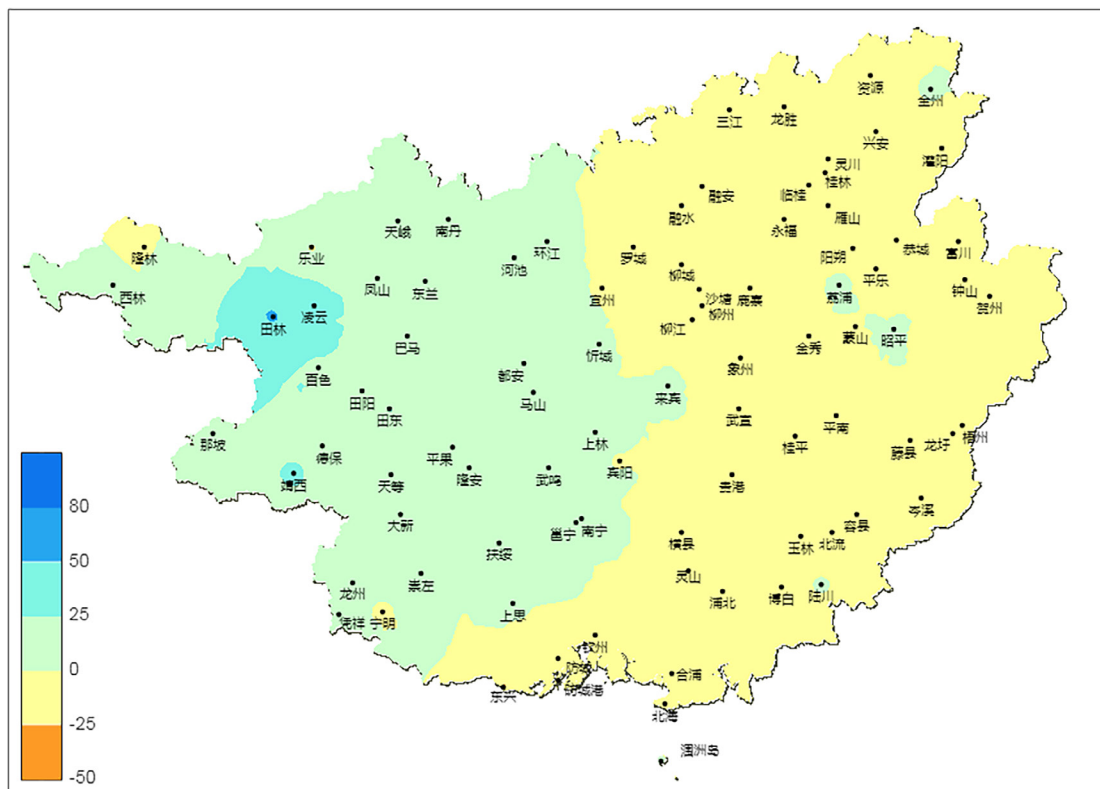 资源
全州
三江
龙胜
兴安
灌阳
灵川
桂林
融安
临桂
融水
雁山
天峨
南丹
永福
隆林
乐业
环江
罗城
阳朔
恭城
富川
河池
柳城
平乐
西林
凤山
东兰
宜州
沙塘
鹿寨
荔浦
钟山
贺州
田林
凌云
柳州
柳江
巴马
忻城
金秀
蒙山
昭平
百色
都安
象州
田阳
马山
来宾
田东
武宣
平南
那坡
德保
上林
桂平
藤县
龙圩
梧州
平果
宾阳
靖西
天等
隆安
武鸣
贵港
岑溪
大新
邕宁
南宁
容县
扶绥
横县
玉林
北流
崇左
灵山
龙州
浦北
博白
陆川
凭祥
宁明
上思
钦州
防城
合浦
东兴
防城港
北海
涠洲岛
80
50
25
0
-25
-50